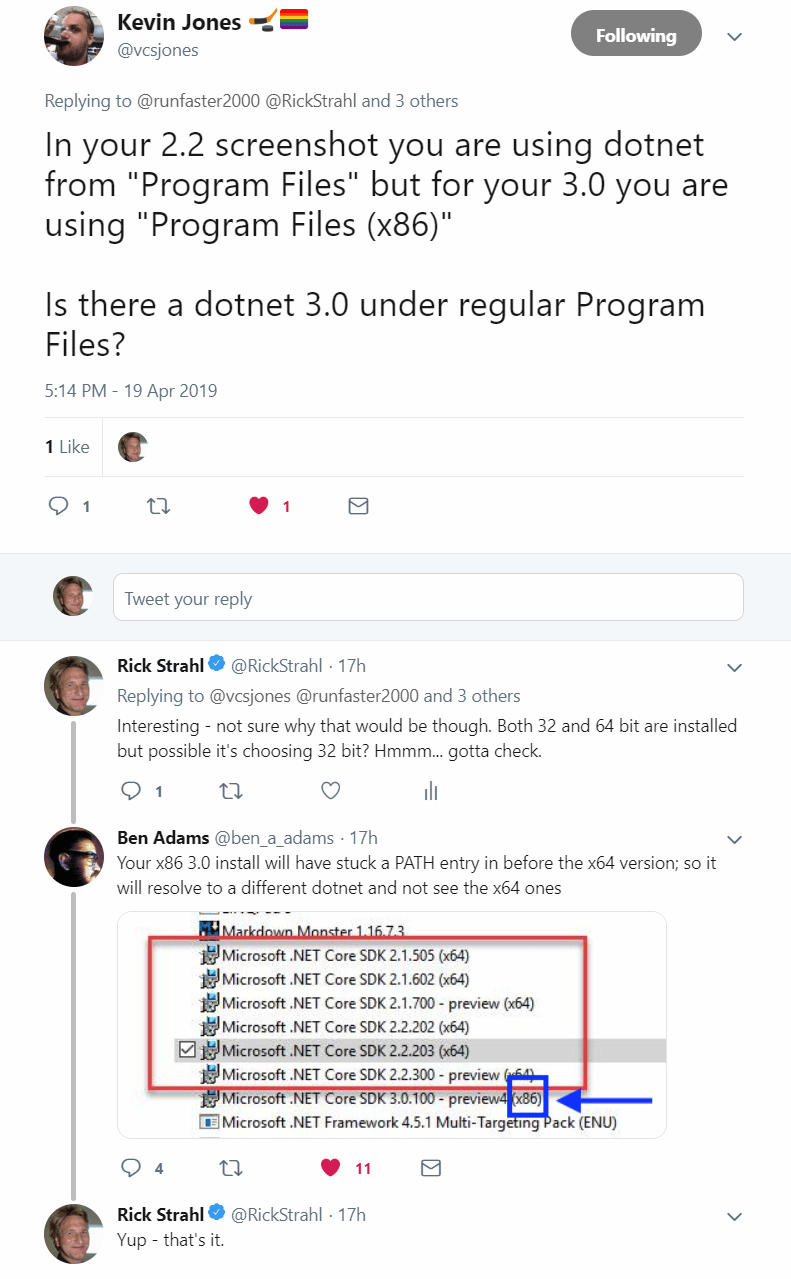 Kevin Jones
Following
@vcsjones
Replying to @runfaster2000 @RickStrahl and 3 others
In your 2.2 screenshot you are using dotnet
from "Program Files" but for your 3.0 you are
using "Program Files (x86)"
Is there a dotnet 3.0 under regular Program
Files?
5:14 PM - 19 Apr 2019
1 Like
1
1
Tweet your reply
Rick Strahl @RickStrahl · 17h
Replying to @vcsjones @runfaster2000 and 3 others
Interesting - not sure why that would be though. Both 32 and 64 bit are installed
but possible it's choosing 32 bit? Hmmm... gotta check.
1
Ben Adams @ben_a_adams · 17h
Your x86 3.0 install will have stuck a PATH entry in before the x64 version; so it
will resolve to a different dotnet and not see the x64 ones
Markdown Monster 1.16.7.3
Microsoft .NET Core SDK 2.1.505 (x64)
Microsoft .NET Core SDK 2.1.602 (x64)
Microsoft .NET Core SDK 2.1.700 - preview (x64)
Microsoft .NET Core SDK 2.2.202 (x64)
Microsoft .NET Core SDK 2.2.203 (x64)
Microsoft .NET Core SDK 2.2.300 - preview (x64)
Microsoft .NET Core SDK 3.0.100 - preview4 (x86)
Microsoft .NET Framework 4.5.1 Multi-Targeting Pack (ENU)
4
11
Rick Strahl @RickStrahl · 17h
Yup - that's it.